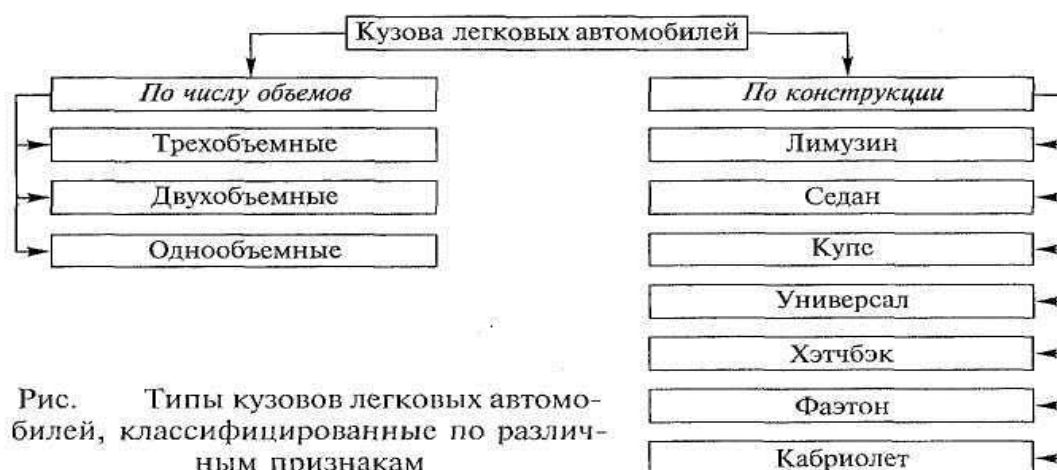 Кузова легковых автомобилей
По числу объемов
Трехобъемные
Двухобъемные
Однообъемные
По конструкции
Лимузин
Седан
Купе
Универсал
Хэтчбэк
Фаэтон
Кабриолет
Рис. Типы кузовов легковых автомо-
билей, классифицированные по различ-
ным признакам